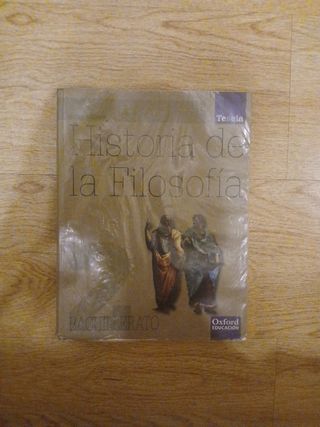 Tesela
Historia de
la Filosofía
BACHILLERATO
Oxford
EDUCACIÓN